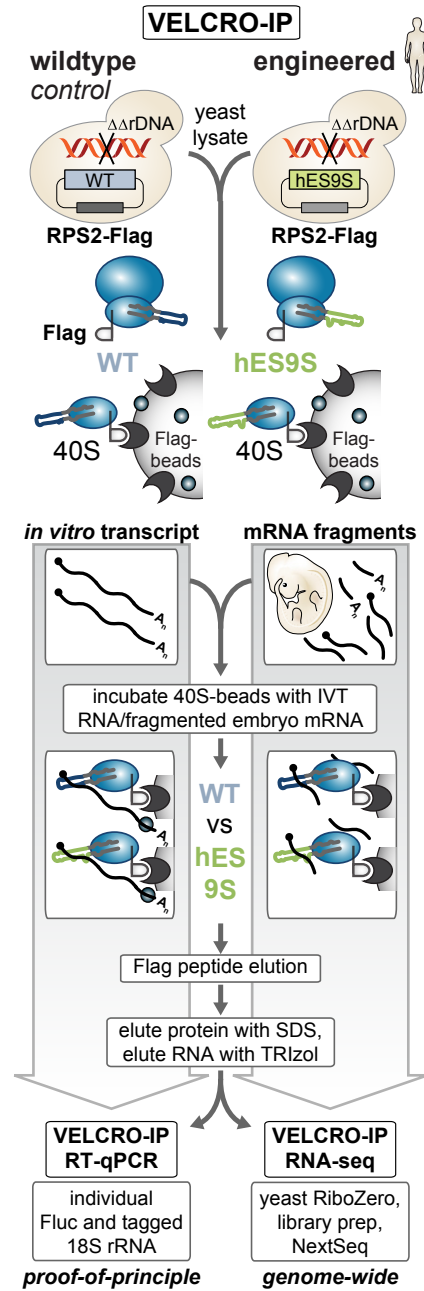 VELCRO-IP
wildtype
control
engineered
yeast
lysate
ΔΔrDNA
WT
ΔΔrDNA
hES9S
RPS2-Flag
RPS2-Flag
Flag
WT
hES9S
40S
Flag-
beads
40S
Flag-
beads
in vitro transcript
mRNA fragments
An
An
An
An
An
incubate 40S-beads with IVT
RNA/fragmented embryo mRNA
An
An
WT
vs
hES
9S
Flag peptide elution
elute protein with SDS,
elute RNA with TRIzol
VELCRO-IP
RT-qPCR
VELCRO-IP
RNA-seq
individual
Fluc and tagged
18S rRNA
yeast RiboZero,
library prep,
NextSeq
proof-of-principle
genome-wide